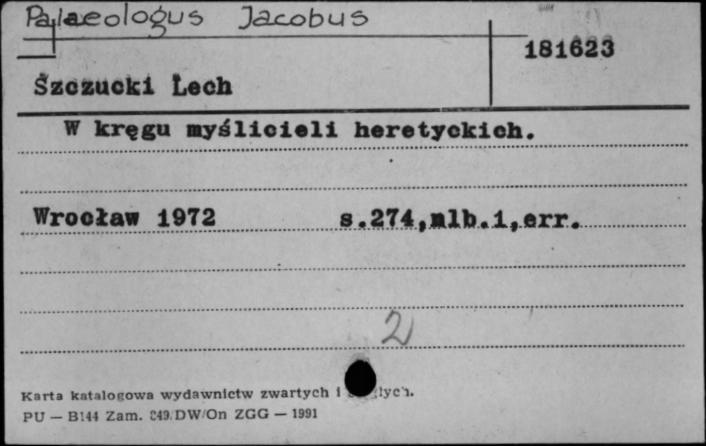 Palaeologus Jacobus
181623
Szczucki Lech
W kręgu myślicieli heretyckich.
Wrocław 1972 s.274,nlb.1,err.
2
Karta katalogowa wydawnictw zwartych i
PU — B144 Zam. 849/DW/On ZGG — 1991